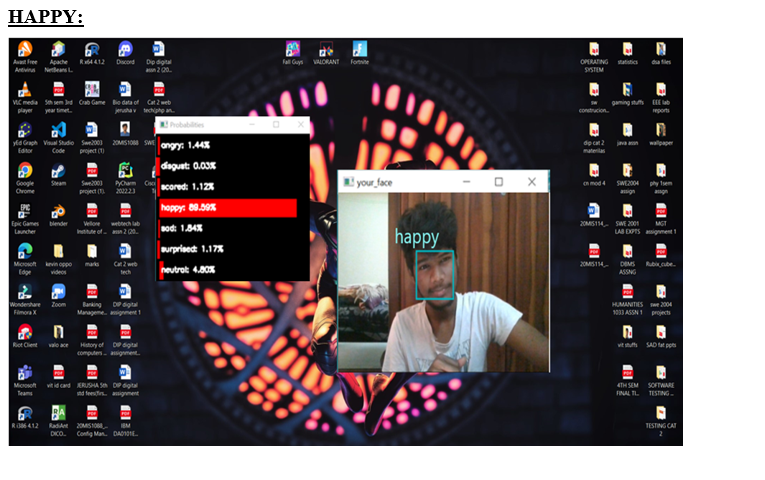 HAPPY:
Avast Free
Antivirus
Apache
NetBeans I...
R x64 4.1.2
Discord
Dip digital
assn 2 (20...
Fall Guys
VALORANT
Fortnite
OPERATING
SYSTEM
statistics
dsa files
VLC media
player
5th sem 3rd
year timet...
Crab Game
Bio data of
jerusha v
Cat 2 web
tech(php an...
sw
construcion...
gaming stuffs
EEE lab
reports
yEd Graph
Editor
Visual Studio
Code
Swe2003
project (1)
20MIS1088
dip cat 2
materilas
java assn
wallpaper
Google
Chrome
Steam
Swe2003
project (1)...
PyCharm
2022.2.3
cn mod 4
SWE2004
assign
phy 1sem
assign
Epic Games
Launcher
blender
Vellore
Institute of ...
webtech lab
assn 2 (20...
20MIS114_...
SWE 2001
LAB EXPTS
MGT
assignment 1
Microsoft
Edge
kevin oppo
videos
marks
Cat 2 web
tech
20MIS114_...
DBMS
ASSNG
Rubix_cube...
Wondershare
Filmora X
Zoom
Banking
Manageme...
DIP digital
assignment 1
HUMANITIES
1033 ASSN 1
swe 2004
projects
Riot Client
valo ace
History of
computers ...
DIP digital
assignment...
vit stuffs
SAD fat ppts
Microsoft
Teams
vit id card
JERUSHA 5th
std fees(firs...
DIP digital
assignment
4TH SEM
FINAL TI...
SOFTWARE
TESTING ...
R i386 4.1.2
RadiAnt
DICO...
20MIS1088_...
Config Man...
IBM
DA0101E...
TESTING CAT
2
Probabilities
angry: 1.44%
disgust: 0.03%
scared: 1.12%
happy: 89.59%
sad: 1.84%
surprised: 1.17%
neutral: 4.80%
your_face
happy